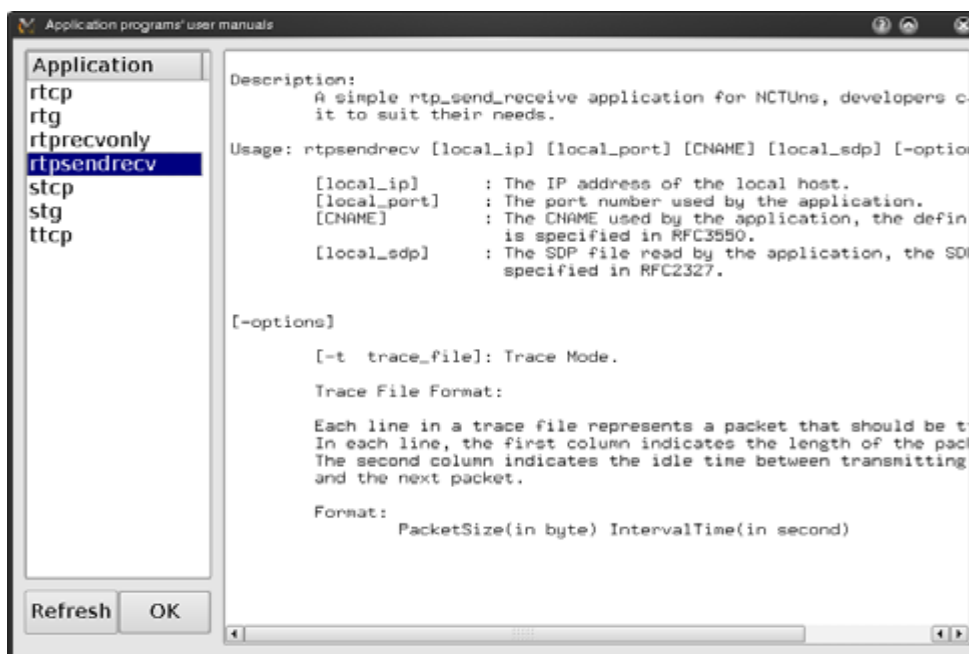 Application programs' user manuals
Application
rtcp
rtg
rtprecvonly
rtpsendrecv
stcp
stg
ttcp
Refresh
OK
Description:
A simple rtp_send_receive application for NCTUns, developers
it to suit their needs.
Usage: rtpsendrecv [local_ip] [local_port] [CNAME] [local_sdp]
[local_ip] : The IP address of the local host.
[local_port] : The port number used by the application.
[CNAME] : The CNAME used by the application, the
is specified in RFC3550.
[local_sdp] : The SDP file read by the application, the
specified in RFC2327.
[-options]
[-t trace_file]: Trace Mode.
Trace File Format:
Each line in a trace file represents a packet that should be
In each line, the first column indicates the length of the
The second column indicates the idle time between transmitting
and the next packet.
Format:
PacketSize(in byte) IntervalTime(in second)